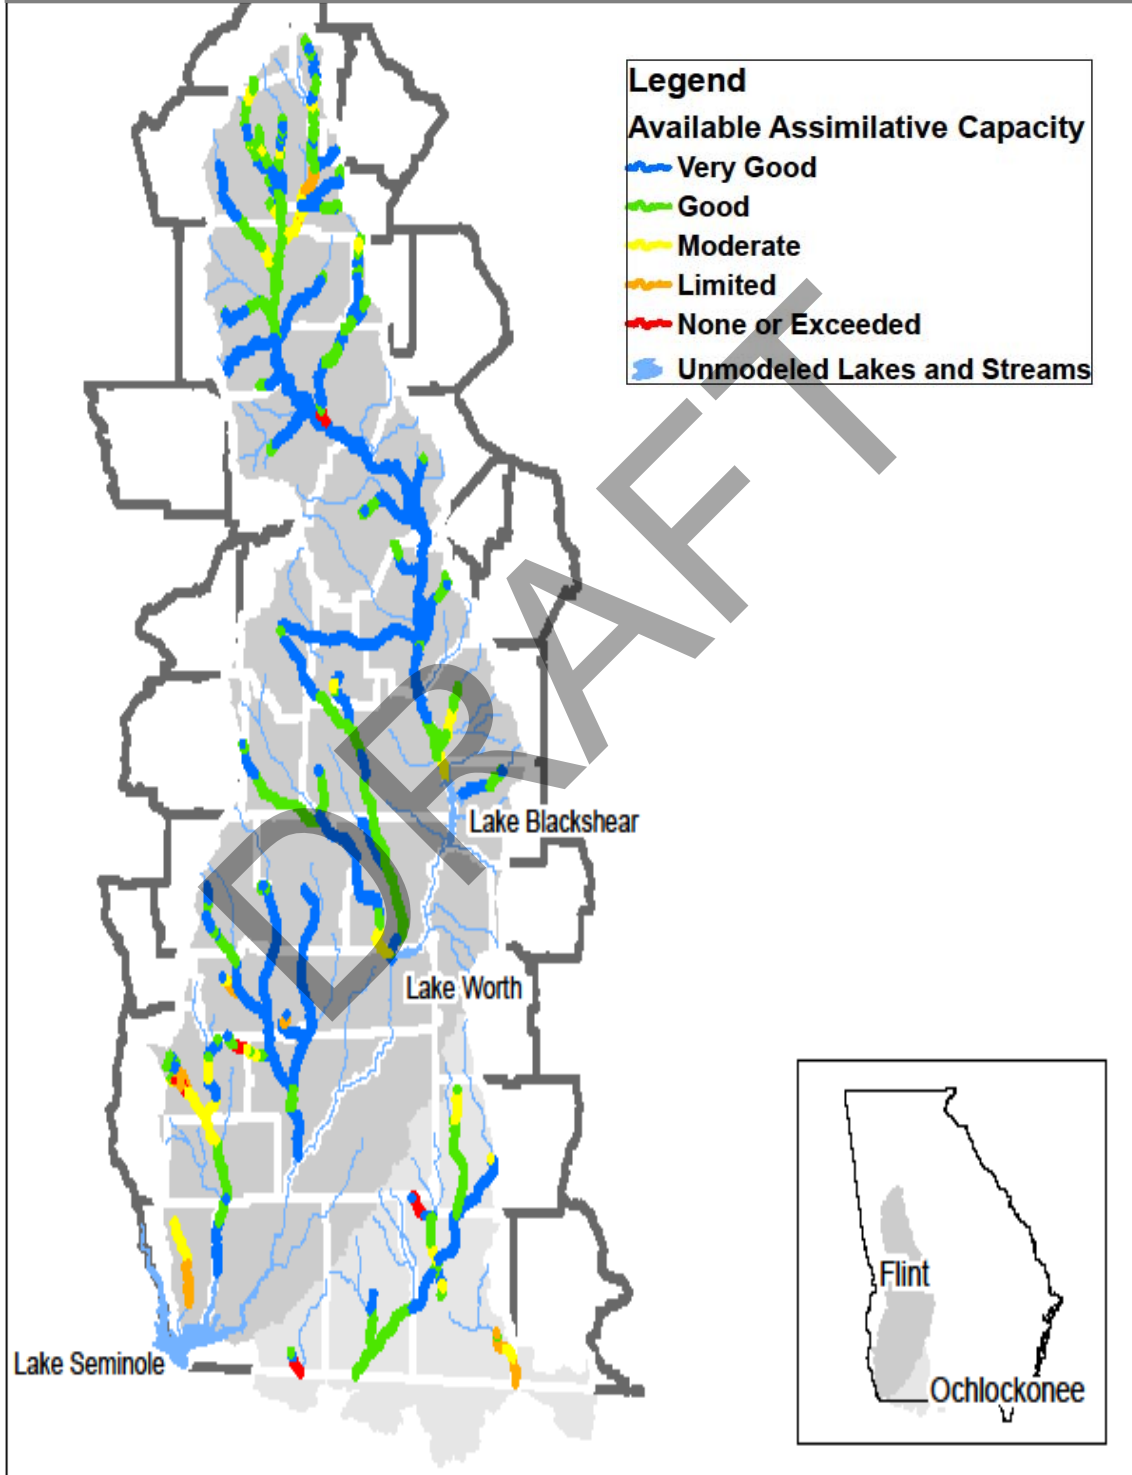 Legend
Available Assimilative Capacity
Very Good
Good
Moderate
Limited
None or Exceeded
Unmodeled Lakes and Streams
DRAFT
Lake Blackshear
Lake Worth
Lake Seminole
Flint
Ochlockonee